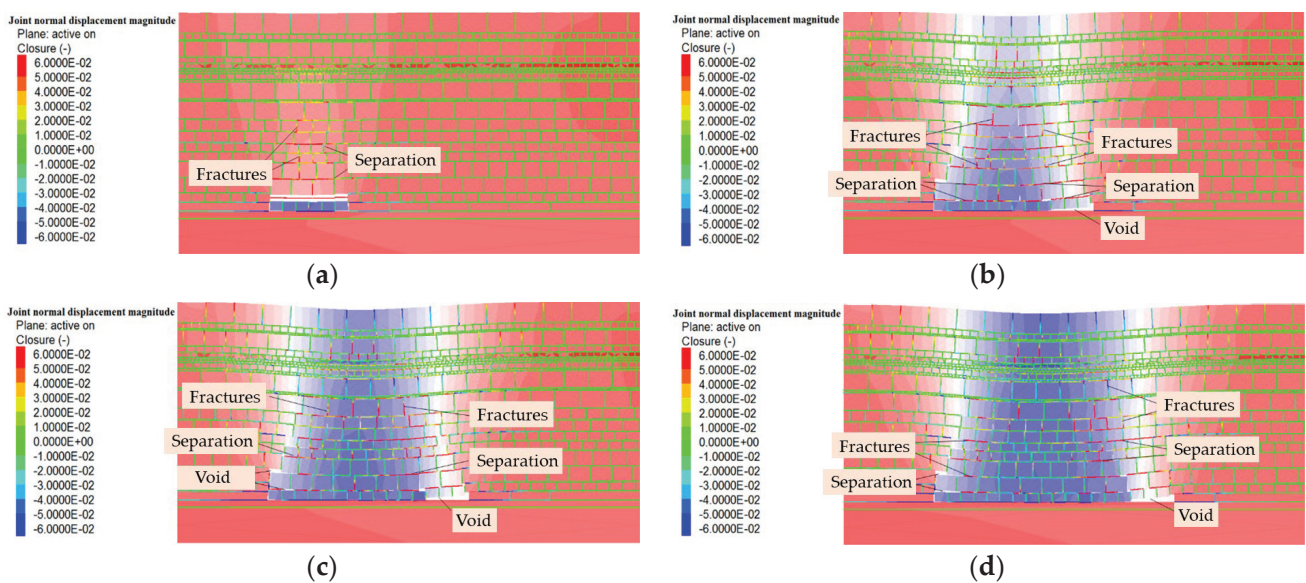 Joint normal displacement magnitude
Plane: active on
Closure (-)
6.0000E-02
5.0000E-02
4.0000E-02
3.0000E-02
2.0000E-02
1.0000E-02
0.0000E+00
-1.0000E-02
-2.0000E-02
-3.0000E-02
-4.0000E-02
-5.0000E-02
-6.0000E-02
Fractures
Separation
(a)
Joint normal displacement magnitude
Plane: active on
Closure (-)
6.0000E-02
5.0000E-02
4.0000E-02
3.0000E-02
2.0000E-02
1.0000E-02
0.0000E+00
-1.0000E-02
-2.0000E-02
-3.0000E-02
-4.0000E-02
-5.0000E-02
-6.0000E-02
Fractures
Fractures
Separation
Separation
Void
(b)
Joint normal displacement magnitude
Plane: active on
Closure (-)
6.0000E-02
5.0000E-02
4.0000E-02
3.0000E-02
2.0000E-02
1.0000E-02
0.0000E+00
-1.0000E-02
-2.0000E-02
-3.0000E-02
-4.0000E-02
-5.0000E-02
-6.0000E-02
Fractures
Fractures
Separation
Separation
Void
Void
(c)
Joint normal displacement magnitude
Plane: active on
Closure (-)
6.0000E-02
5.0000E-02
4.0000E-02
3.0000E-02
2.0000E-02
1.0000E-02
0.0000E+00
-1.0000E-02
-2.0000E-02
-3.0000E-02
-4.0000E-02
-5.0000E-02
-6.0000E-02
Fractures
Fractures
Separation
Separation
Void
(d)